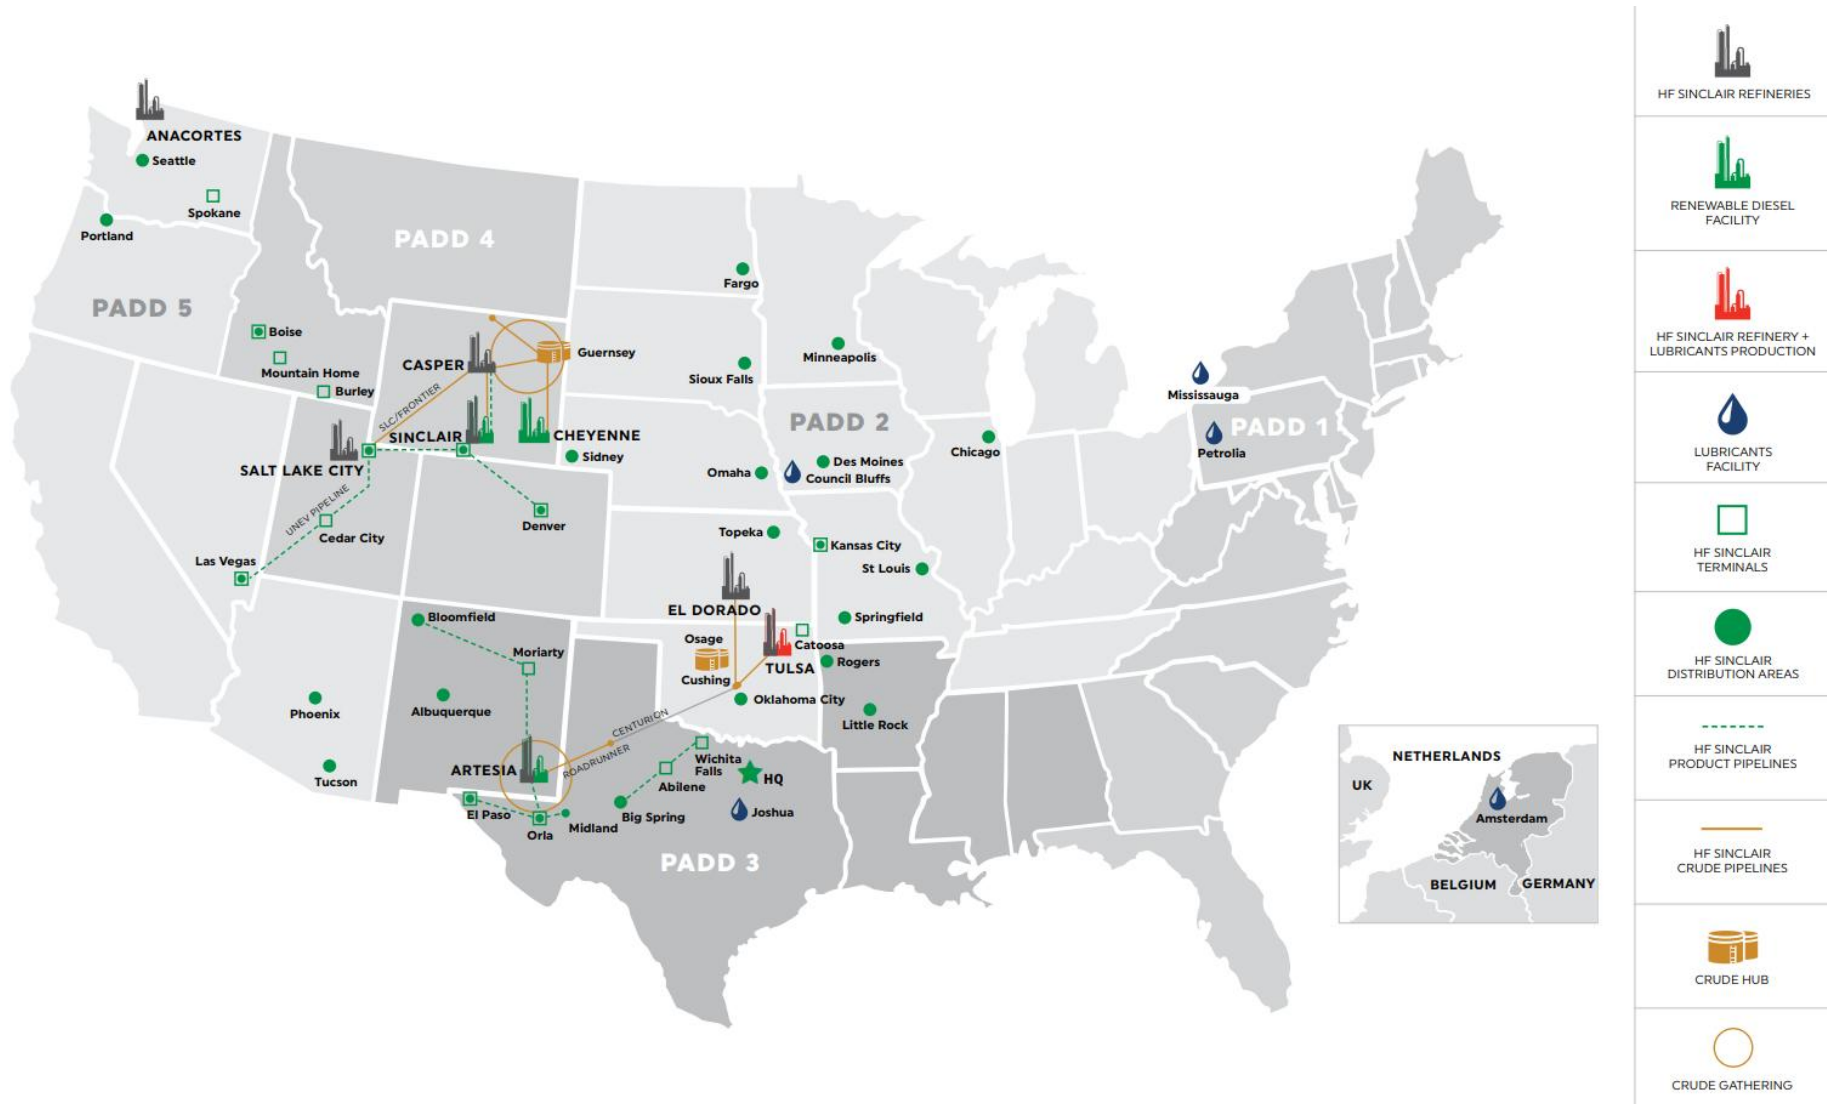 ANACORTES
Seattle
Spokane
Portland
PADD 4
PADD 5
Fargo
Boise
Mountain Home
Burley
CASPER
Guernsey
SLC/FRONTIER
SINCLAIR
CHEYENNE
Sidney
SALT LAKE CITY
UNEV PIPELINE
Cedar City
Las Vegas
Denver
Minneapolis
Sioux Falls
PADD 2
Omaha
Des Moines
Council Bluffs
Chicago
Mississauga
PADD 1
Petrolia
Topeka
Kansas City
St Louis
EL DORADO
Springfield
Osage
Catoosa
TULSA
Rogers
Cushing
Oklahoma City
Little Rock
Bloomfield
Moriarty
Albuquerque
Phoenix
Tucson
CENTURION
ROADRUNNER
ARTESIA
Wichita
Falls
Abilene
HQ
El Paso
Orla
Midland
Big Spring
Joshua
PADD 3
NETHERLANDS
UK
Amsterdam
BELGIUM
GERMANY
HF SINCLAIR REFINERIES
RENEWABLE DIESEL
FACILITY
HF SINCLAIR REFINERY +
LUBRICANTS PRODUCTION
LUBRICANTS
FACILITY
HF SINCLAIR
TERMINALS
HF SINCLAIR
DISTRIBUTION AREAS
HF SINCLAIR
PRODUCT PIPELINES
HF SINCLAIR
CRUDE PIPELINES
CRUDE HUB
CRUDE GATHERING